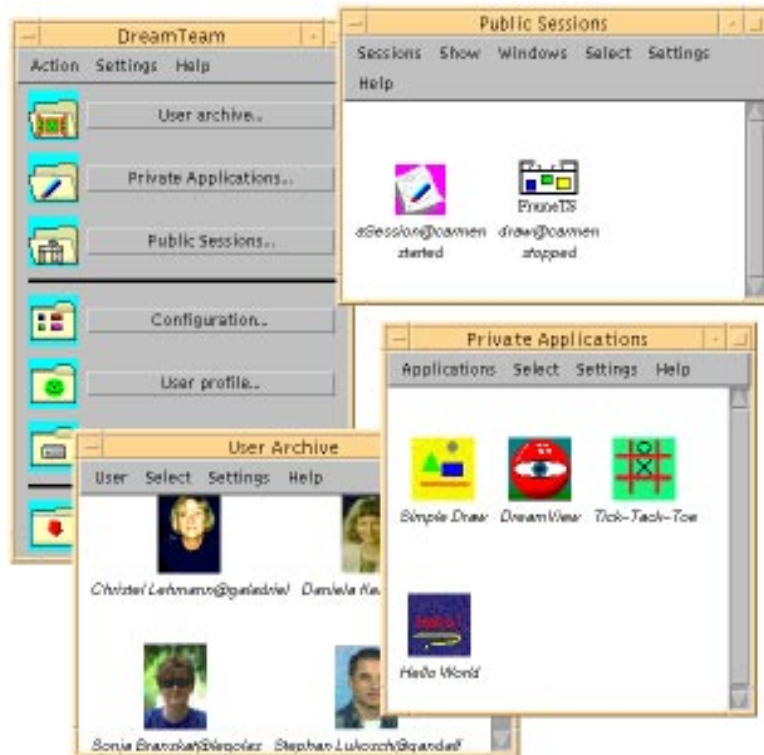 DreamTeam
Action Settings Help
User archive...
Private Applications...
Public Sessions...
Configuration...
User profile...
Public Sessions
Sessions Show Windows Select Settings
Help
aSession@carmen
started
draw@carmen
stopped
Private Applications
Applications Select Settings Help
Simple Draw DreamView Tick-Tack-Toe
Hello World
User Archive
User Select Settings Help
Christel Lehmann@galadriel Daniela
Sonja Branskat@legolas Stephan Lukosch@gandalf